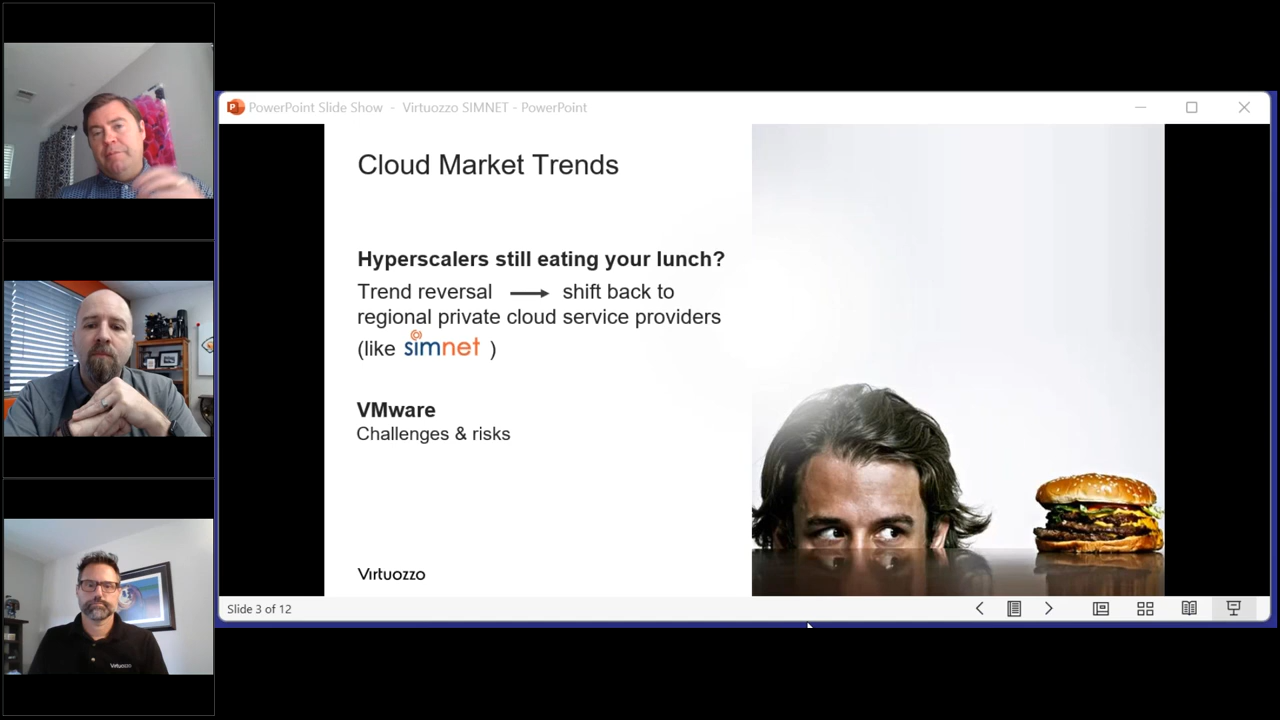 PowerPoint Slide Show - Virtuozzo SIMNET - PowerPoint
Cloud Market Trends
Hyperscalers still eating your lunch?
Trend reversal ⟶ shift back to
regional private cloud service providers
(like simnet )
VMware
Challenges & risks
Virtuozzo
Slide 3 of 12
Virtuozzo